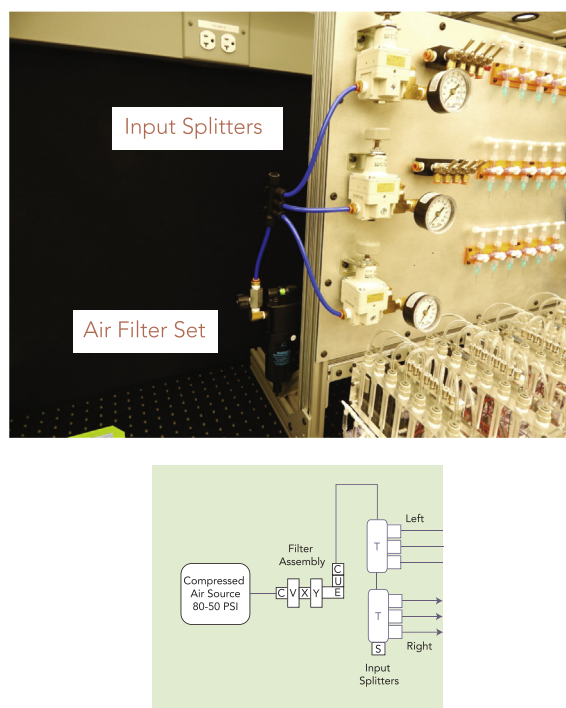 Input Splitters
Air Filter Set
Left
T
Filter
Assembly
C
U
E
Compressed
Air Source
80-50 PSI
C V X Y
T
S
Right
Input
Splitters